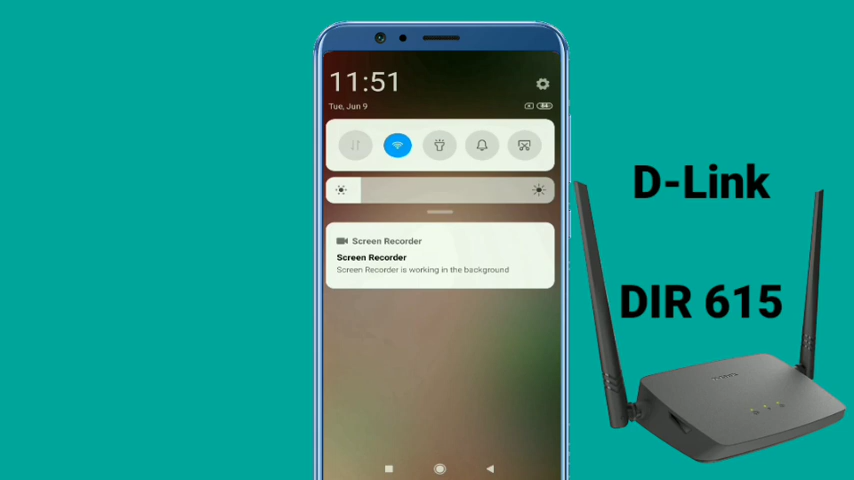 11:51
Tue, Jun 9
84
Screen Recorder
Screen Recorder
Screen Recorder is working in the background
D-Link
DIR 615